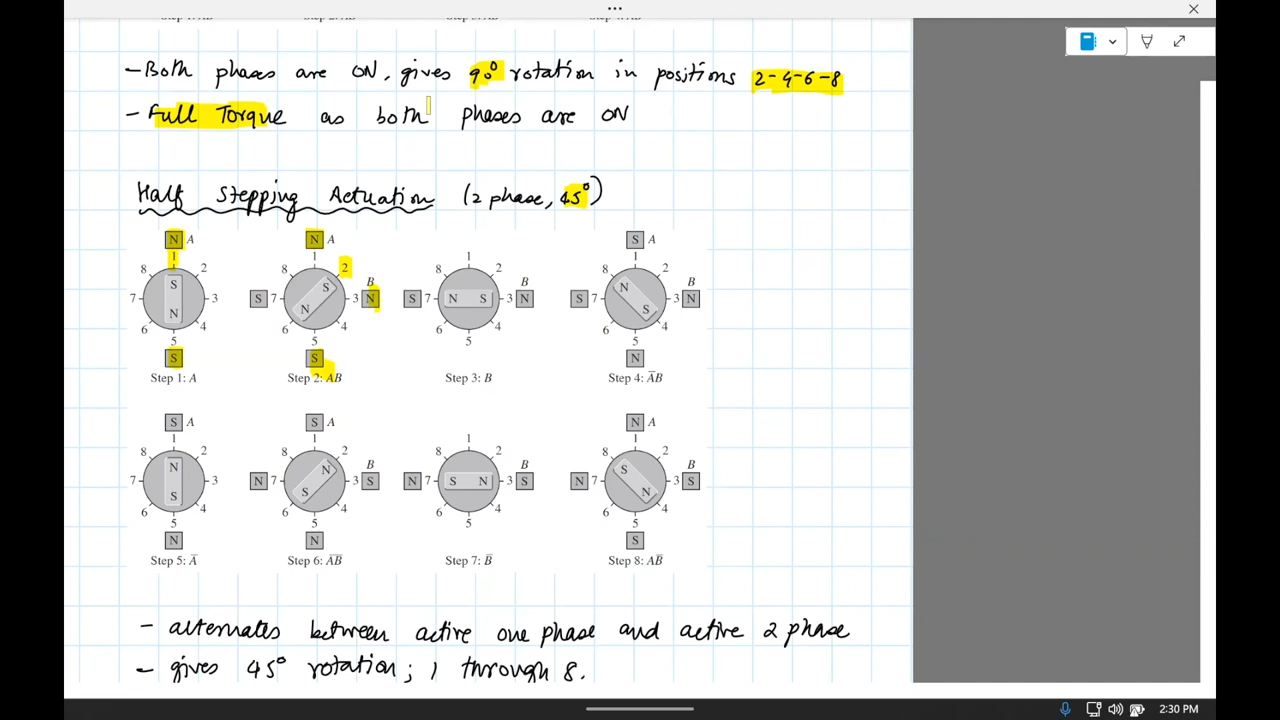 - Both phases are ON, gives 90° rotation in positions 2-4-6-8
- Full Torque as both phases are ON
Half Stepping Actuation (2 phase, 45°)
N A N A S A
1 1 1 1
8 2 8 2 B 8 2 B 8 2 B
S S N
7 3 S 7 3 N S 7 N S 3 N S 7 3 N
N N S
6 4 6 4 6 4 6 4
5 5 5 5
S S N
Step 1: A Step 2: AB Step 3: B Step 4: A̅B
S A S A N A
1 1 1 1
8 2 8 2 B 8 2 B 8 2 B
N N S
7 3 N 7 3 S N 7 S N 3 S N 7 3 S
S S N
6 4 6 4 6 4 6 4
5 5 5 5
N N S
Step 5: A̅ Step 6: A̅B̅ Step 7: B̅ Step 8: AB̅
- alternates between active one phase and active 2 phase
- gives 45° rotation; 1 through 8.
2:30 PM